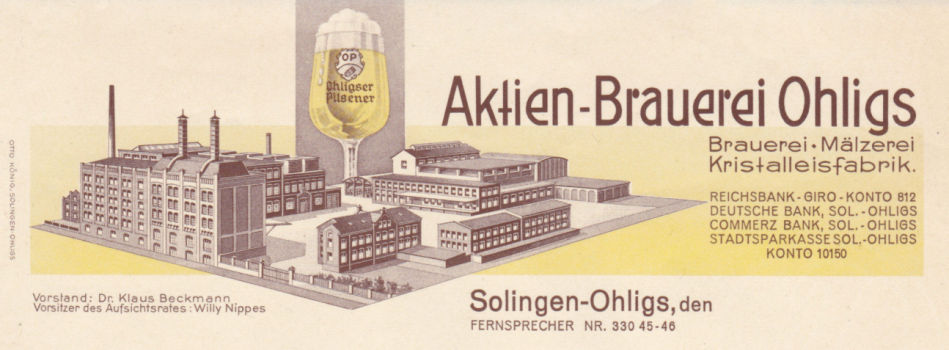 OP
Ohligser
Pilsener
Aktien-Brauerei Ohligs
Brauerei · Mälzerei
Kristalleisfabrik.
REICHSBANK - GIRO - KONTO 812
DEUTSCHE BANK, SOL. - OHLIGS
COMMERZ BANK, SOL. - OHLIGS
STADTSPARKASSE SOL. - OHLIGS
KONTO 10150
OTTO KÖNIG, SOLINGEN-OHLIGS
Vorstand: Dr. Klaus Beckmann
Vorsitzer des Aufsichtsrates: Willy Nippes
Solingen-Ohligs, den
FERNSPRECHER NR. 330 45-46